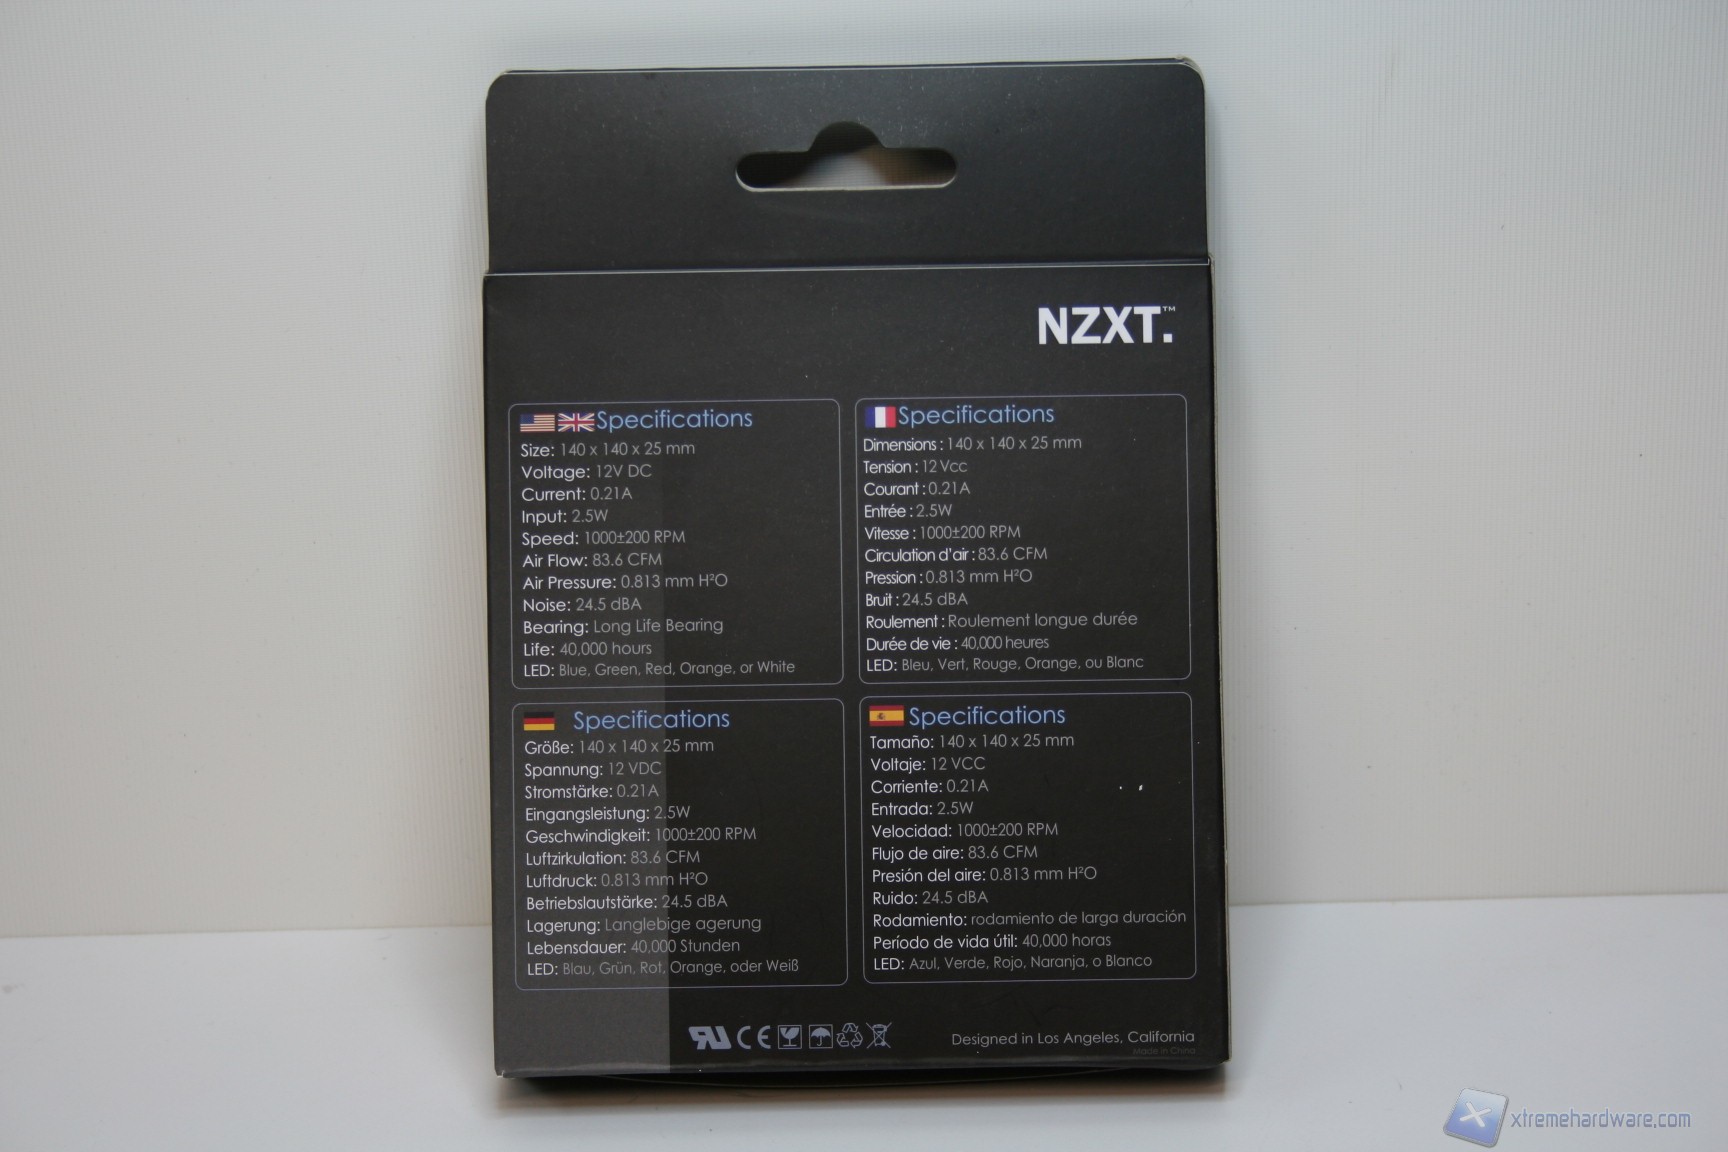 NZXT.™
Specifications
Size: 140 x 140 x 25 mm
Voltage: 12V DC
Current: 0.21A
Input: 2.5W
Speed: 1000±200 RPM
Air Flow: 83.6 CFM
Air Pressure: 0.813 mm H²O
Noise: 24.5 dBA
Bearing: Long Life Bearing
Life: 40,000 hours
LED: Blue, Green, Red, Orange, or White
Specifications
Dimensions : 140 x 140 x 25 mm
Tension : 12 Vcc
Courant : 0.21A
Entrée : 2.5W
Vitesse : 1000±200 RPM
Circulation d'air : 83.6 CFM
Pression : 0.813 mm H²O
Bruit : 24.5 dBA
Roulement : Roulement longue durée
Durée de vie : 40,000 heures
LED: Bleu, Vert, Rouge, Orange, ou Blanc
Specifications
Größe: 140 x 140 x 25 mm
Spannung: 12 VDC
Stromstärke: 0.21A
Eingangsleistung: 2.5W
Geschwindigkeit: 1000±200 RPM
Luftzirkulation: 83.6 CFM
Luftdruck: 0.813 mm H²O
Betriebslautstärke: 24.5 dBA
Lagerung: Langlebige agerung
Lebensdauer: 40,000 Stunden
LED: Blau, Grün, Rot, Orange, oder Weiß
Specifications
Tamaño: 140 x 140 x 25 mm
Voltaje: 12 VCC
Corriente: 0.21A
Entrada: 2.5W
Velocidad: 1000±200 RPM
Flujo de aire: 83.6 CFM
Presión del aire: 0.813 mm H²O
Ruido: 24.5 dBA
Rodamiento: rodamiento de larga duración
Período de vida útil: 40,000 horas
LED: Azul, Verde, Rojo, Naranja, o Blanco
CE
Designed in Los Angeles, California
Made in China
xtremehardware.com